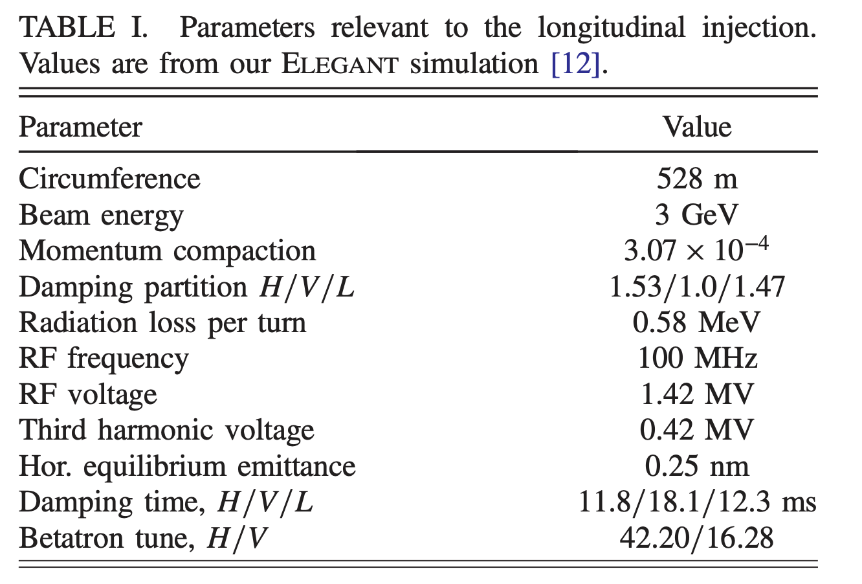 TABLE I. Parameters relevant to the longitudinal injection.
Values are from our ELEGANT simulation [12].
Parameter Value
Circumference 528 m
Beam energy 3 GeV
Momentum compaction 3.07 × 10⁻⁴
Damping partition H/V/L 1.53/1.0/1.47
Radiation loss per turn 0.58 MeV
RF frequency 100 MHz
RF voltage 1.42 MV
Third harmonic voltage 0.42 MV
Hor. equilibrium emittance 0.25 nm
Damping time, H/V/L 11.8/18.1/12.3 ms
Betatron tune, H/V 42.20/16.28